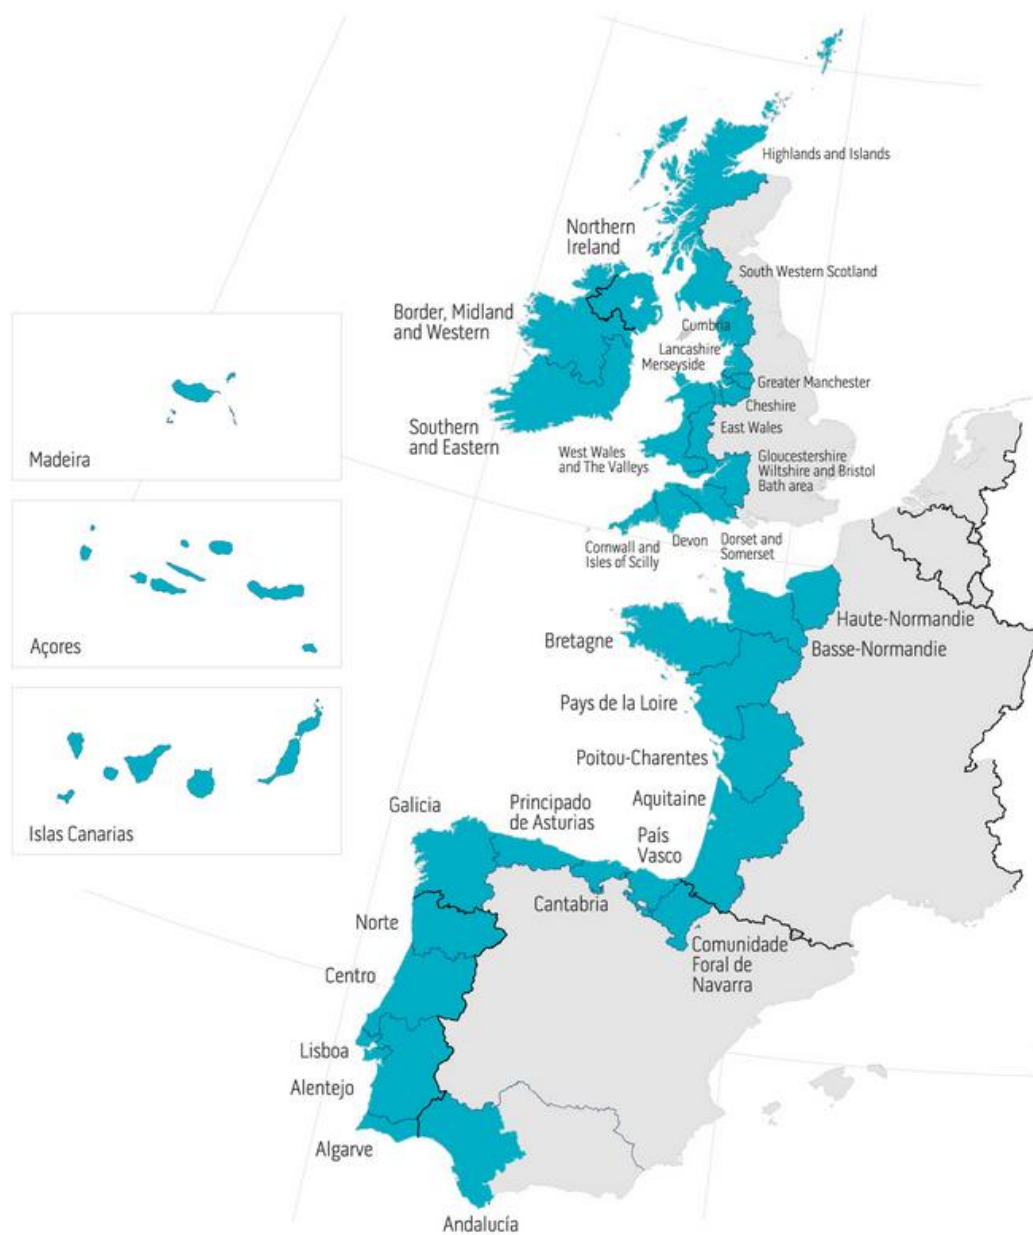 Highlands and Islands
Northern
Ireland
South Western Scotland
Border, Midland
and Western
Cumbria
Lancashire
Merseyside
Greater Manchester
Cheshire
East Wales
Southern
and Eastern
West Wales
and The Valleys
Gloucestershire
Wiltshire and Bristol
Bath area
Cornwall and
Isles of Scilly
Devon
Dorset and
Somerset
Madeira
Açores
Islas Canarias
Haute-Normandie
Basse-Normandie
Bretagne
Pays de la Loire
Poitou-Charentes
Aquitaine
Galicia
Principado
de Asturias
País
Vasco
Cantabria
Comunidade
Foral de
Navarra
Norte
Centro
Lisboa
Alentejo
Algarve
Andalucía